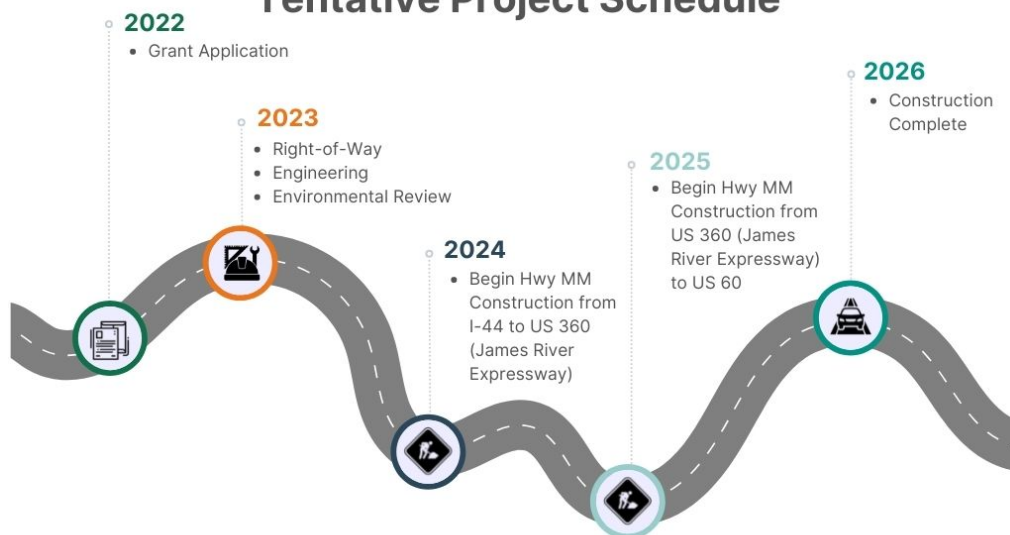 Tentative Project Schedule
2022
• Grant Application
2023
• Right-of-Way
• Engineering
• Environmental Review
2024
• Begin Hwy MM
Construction from
I-44 to US 360
(James River
Expressway)
2025
• Begin Hwy MM
Construction from
US 360 (James
River Expressway)
to US 60
2026
• Construction
Complete